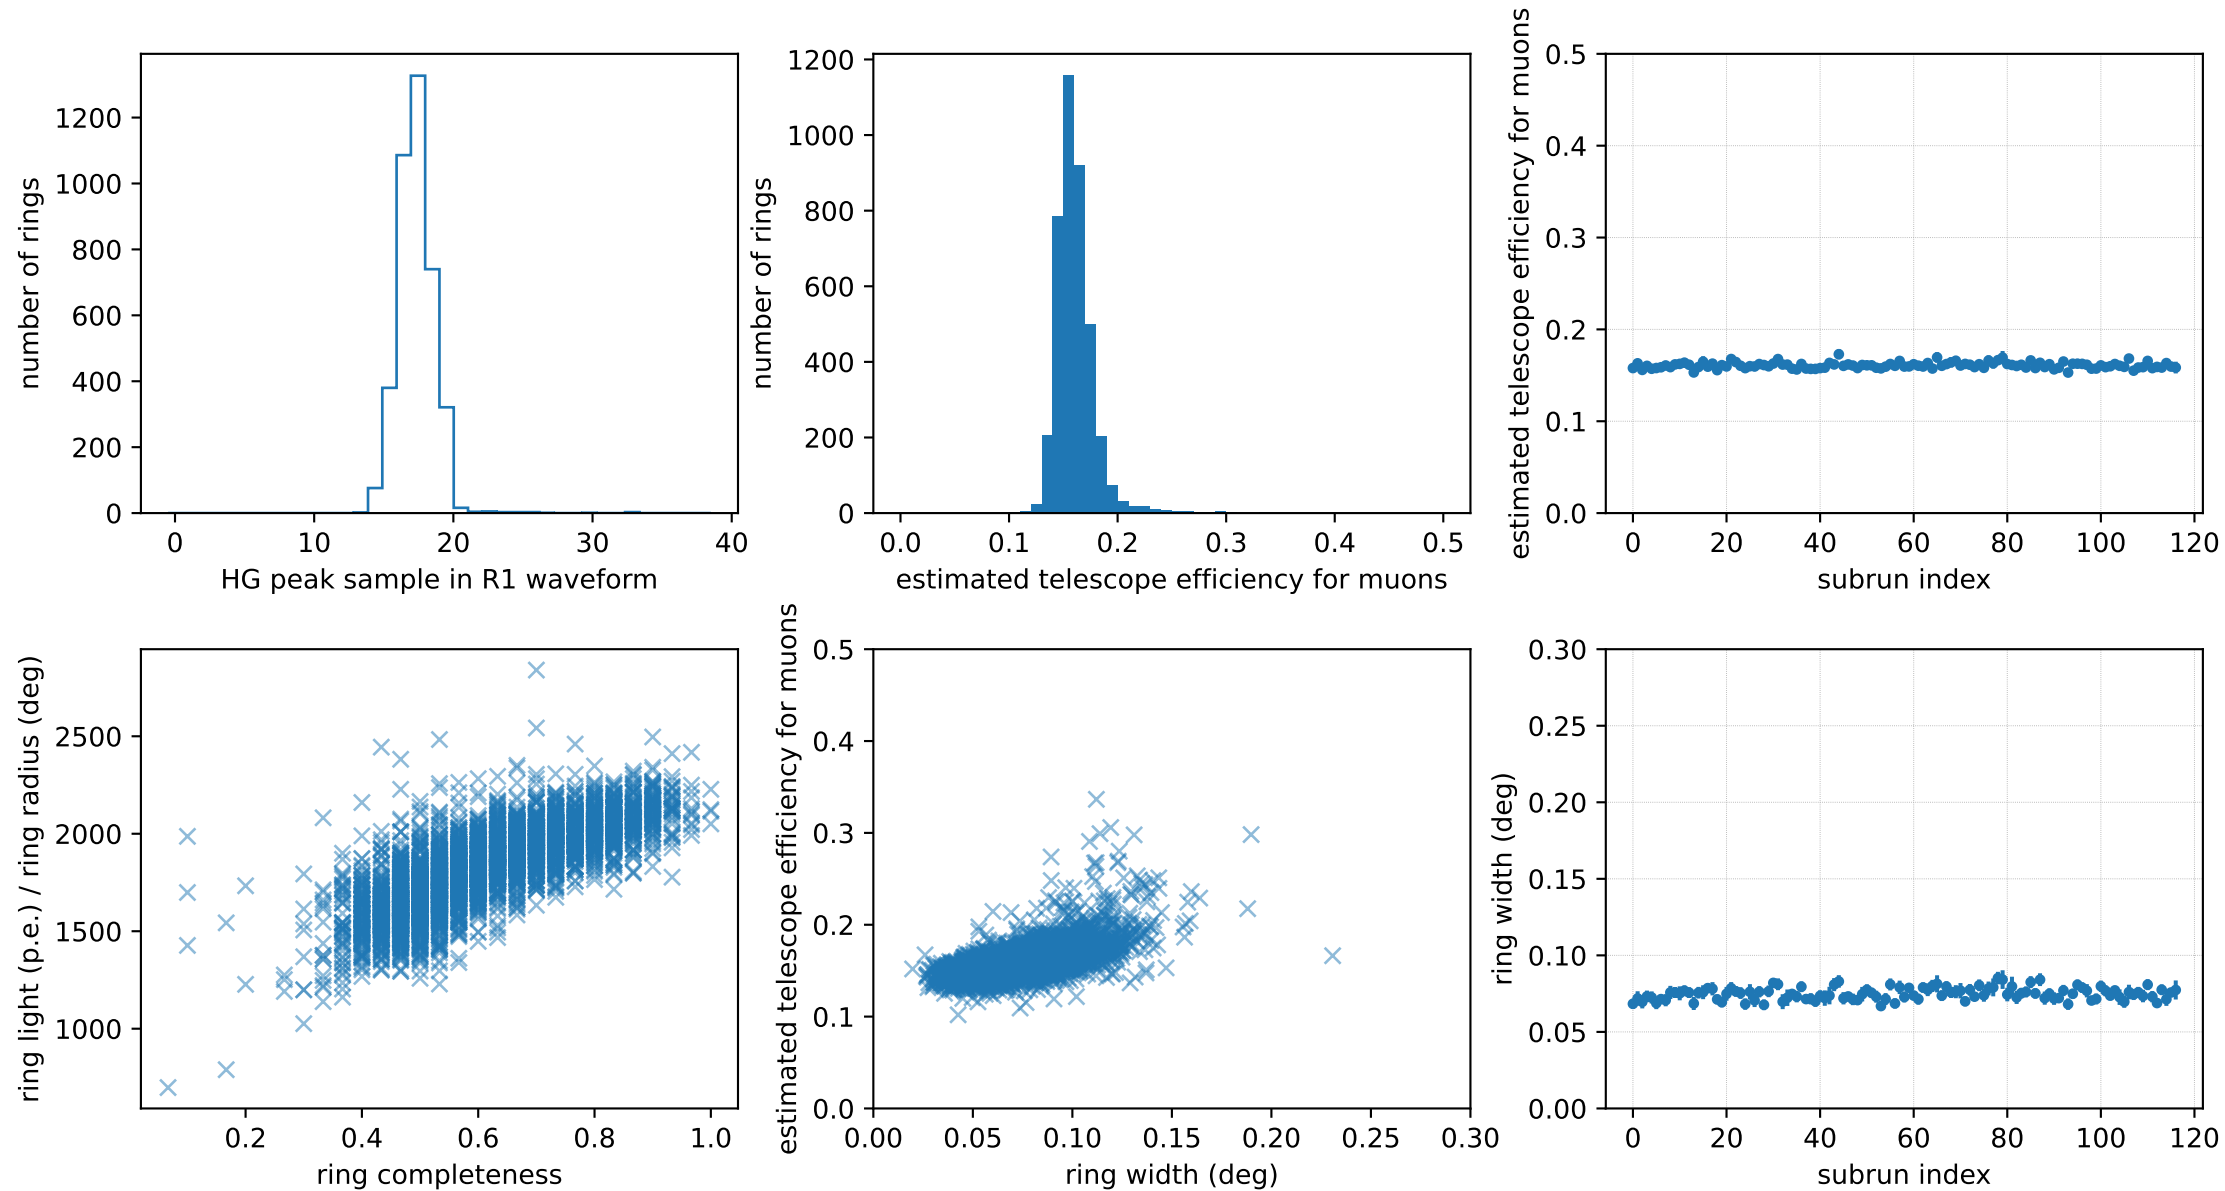 number of rings
1200
1000
800
600
400
200
0
0 10 20 30 40
HG peak sample in R1 waveform
number of rings
1200
1000
800
600
400
200
0
0.0 0.1 0.2 0.3 0.4 0.5
estimated telescope efficiency for muons
estimated telescope efficiency for muons
0.5
0.4
0.3
0.2
0.1
0.0
0 20 40 60 80 100 120
subrun index
ring light (p.e.) / ring radius (deg)
2500
2000
1500
1000
0.2 0.4 0.6 0.8 1.0
ring completeness
estimated telescope efficiency for muons
0.5
0.4
0.3
0.2
0.1
0.0
0.00 0.05 0.10 0.15 0.20 0.25 0.30
ring width (deg)
ring width (deg)
0.30
0.25
0.20
0.15
0.10
0.05
0.00
0 20 40 60 80 100 120
subrun index